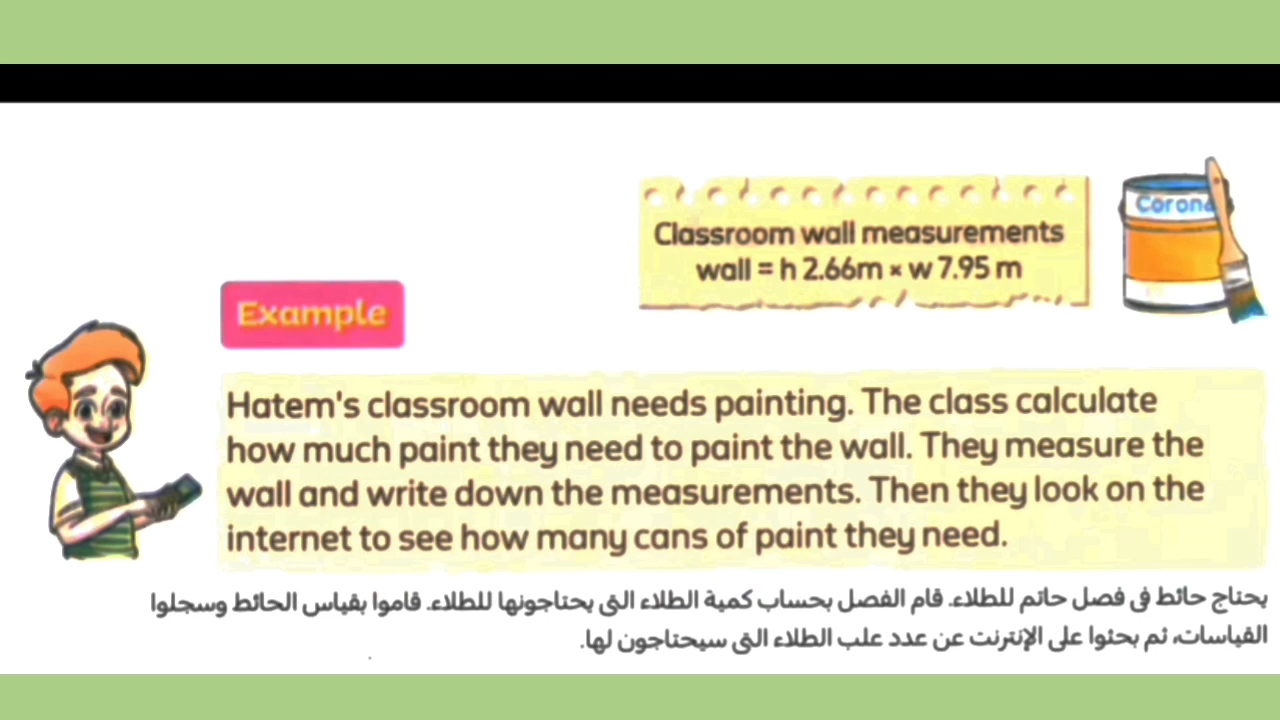 Classroom wall measurements
wall = h 2.66m × w 7.95 m
Example
Hatem's classroom wall needs painting. The class calculate
how much paint they need to paint the wall. They measure the
wall and write down the measurements. Then they look on the
internet to see how many cans of paint they need.
يحتاج حائط فى فصل حاتم للطلاء. قام الفصل بحساب كمية الطلاء التى يحتاجونها للطلاء. قاموا بقياس الحائط وسجلوا
القياسات، ثم بحثوا على الإنترنت عن عدد علب الطلاء التى سيحتاجون لها.